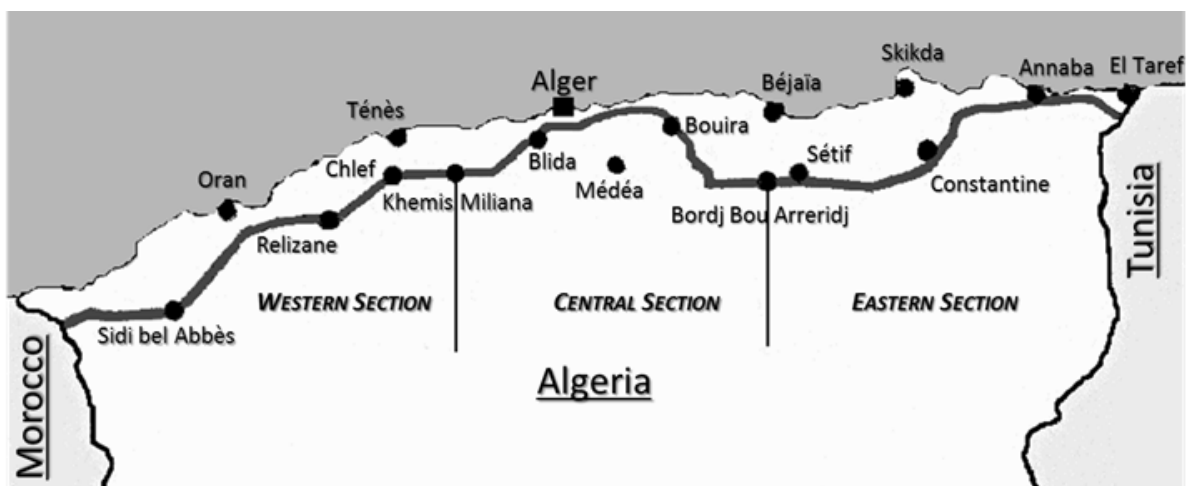 Skikda
Annaba
El Taref
Alger
Béjaïa
Ténès
Bouira
Blida
Sétif
Oran
Chlef
Médéa
Constantine
Khemis Miliana
Bordj Bou Arreridj
Relizane
Tunisia
WESTERN SECTION
CENTRAL SECTION
EASTERN SECTION
Sidi bel Abbès
Morocco
Algeria